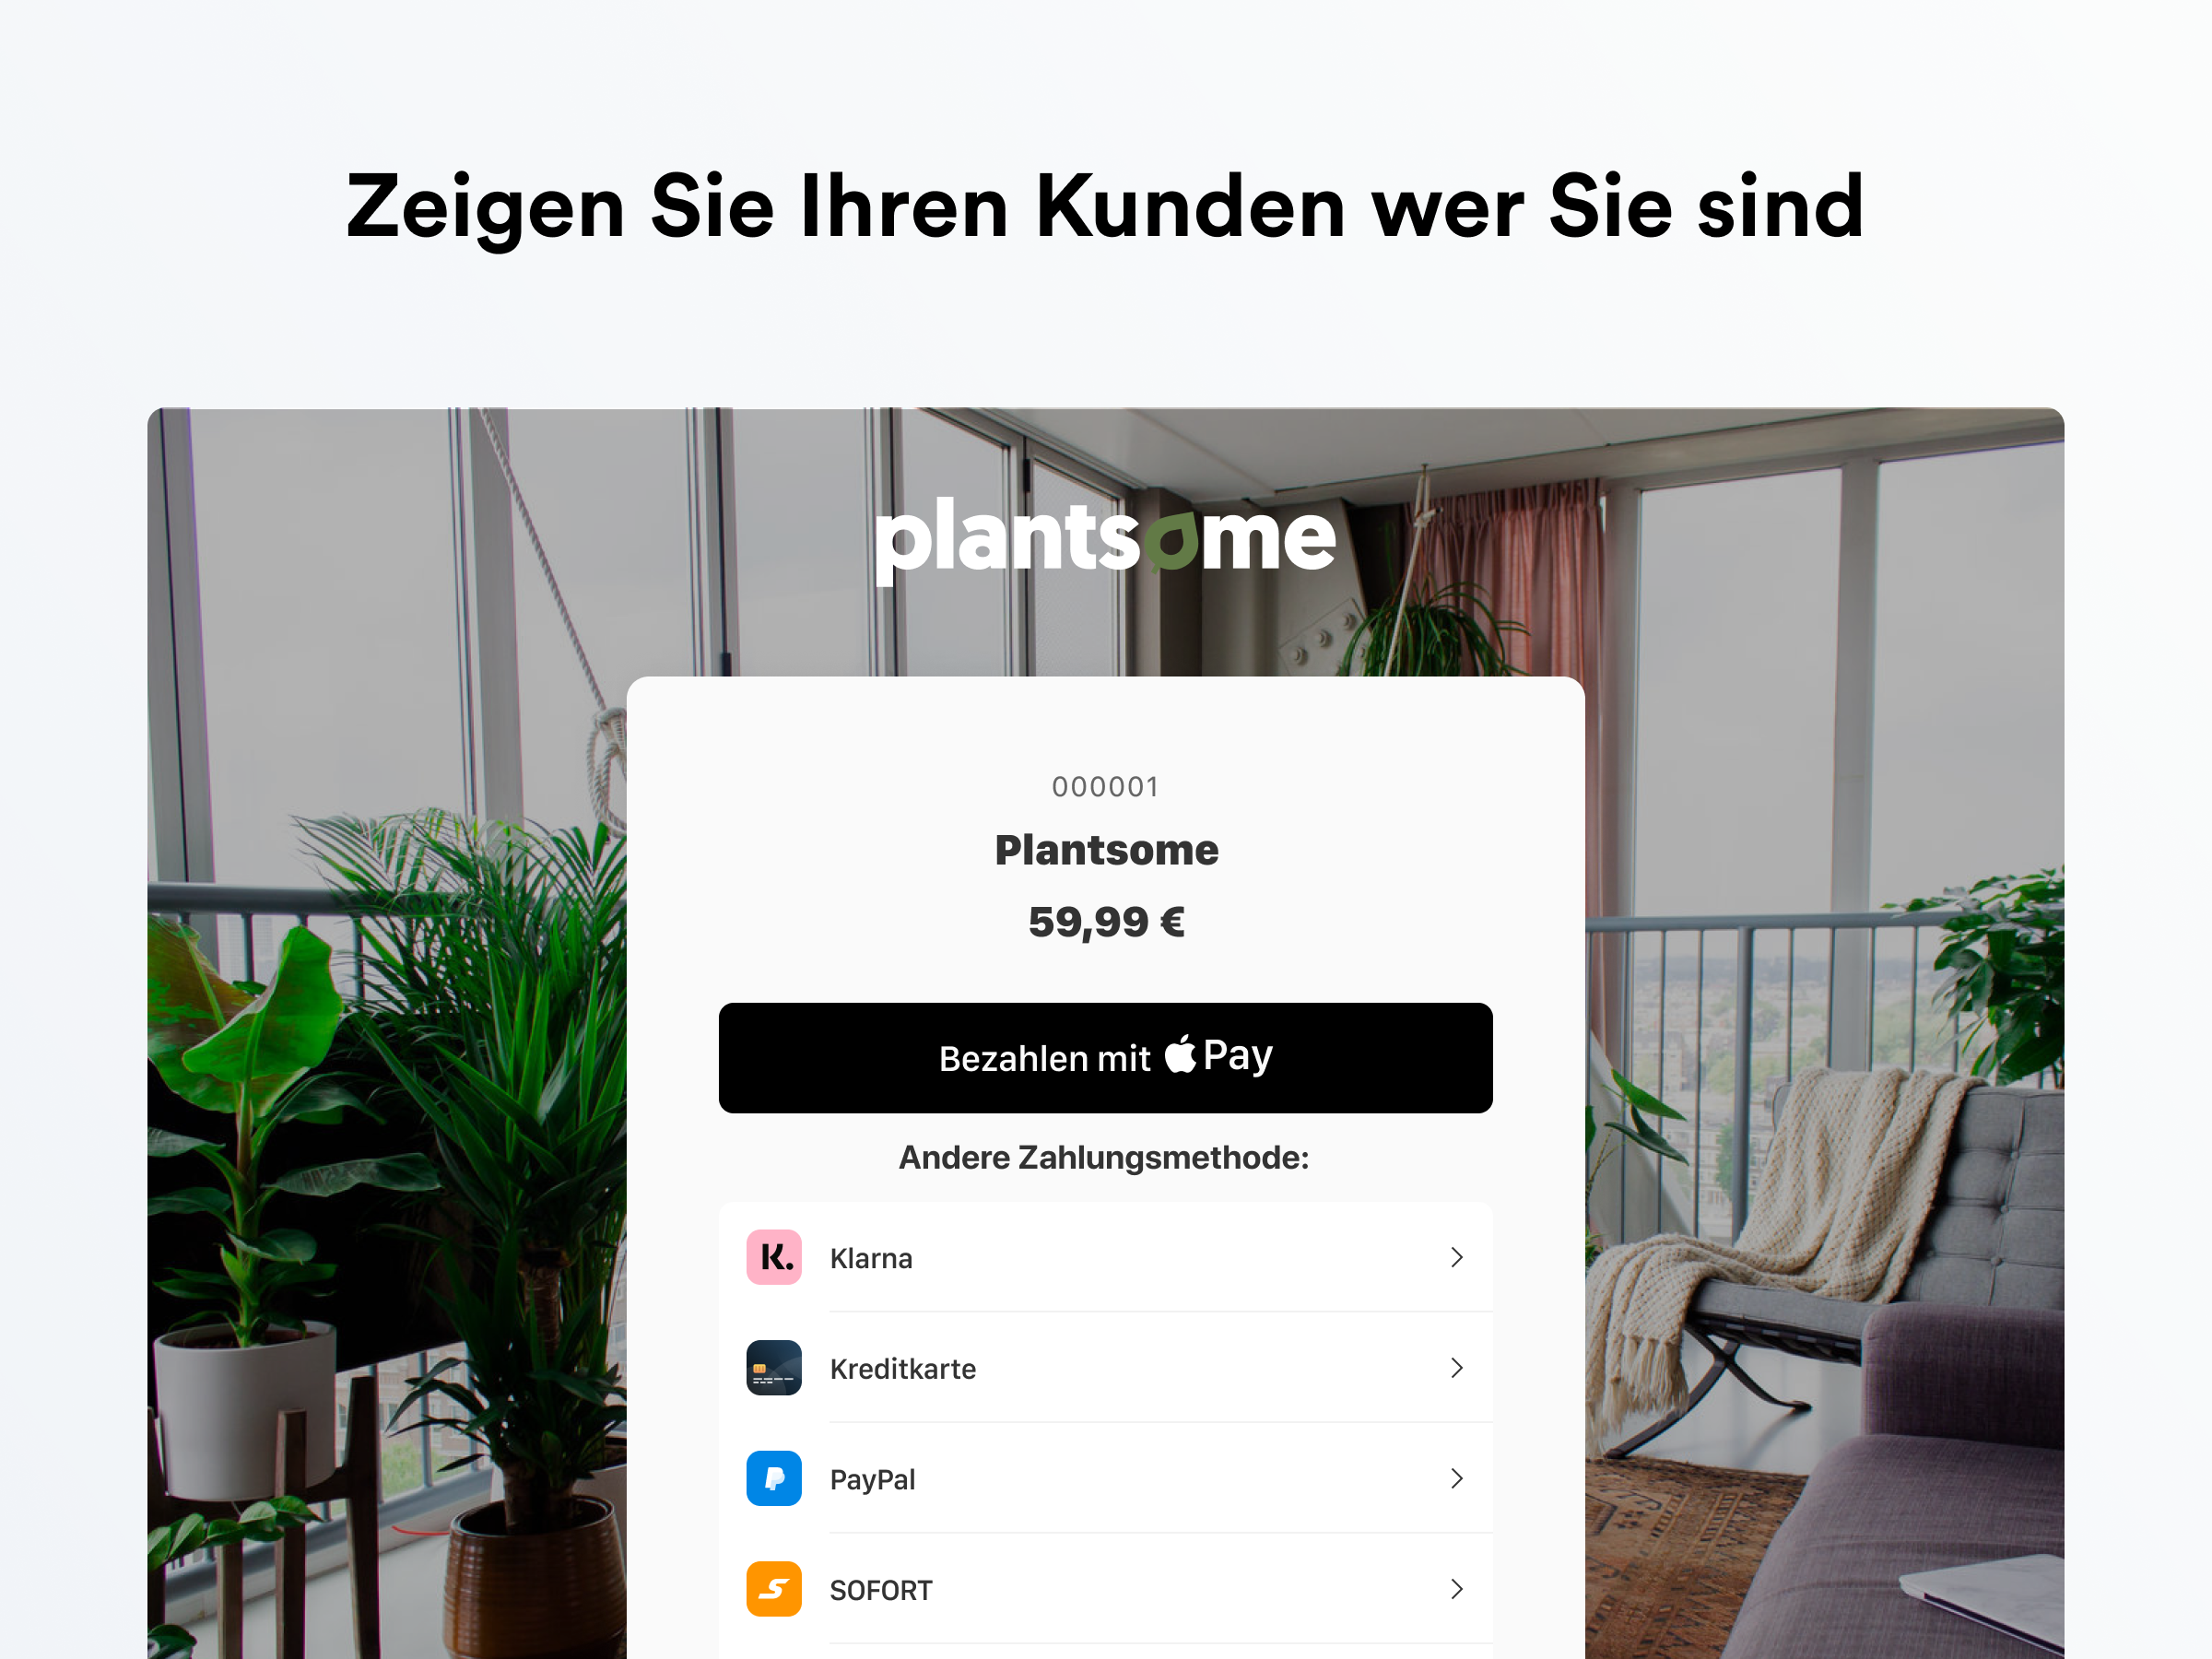 Zeigen Sie Ihren Kunden wer Sie sind
plantsome
000001
Plantsome
59,99 €
Bezahlen mit Pay
Andere Zahlungsmethode:
K. Klarna
Kreditkarte
PayPal
SOFORT